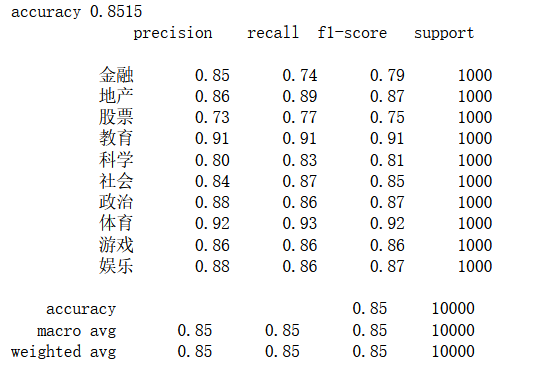 accuracy 0.8515
precision recall f1-score support
金融 0.85 0.74 0.79 1000
地产 0.86 0.89 0.87 1000
股票 0.73 0.77 0.75 1000
教育 0.91 0.91 0.91 1000
科学 0.80 0.83 0.81 1000
社会 0.84 0.87 0.85 1000
政治 0.88 0.86 0.87 1000
体育 0.92 0.93 0.92 1000
游戏 0.86 0.86 0.86 1000
娱乐 0.88 0.86 0.87 1000
accuracy 0.85 10000
macro avg 0.85 0.85 0.85 10000
weighted avg 0.85 0.85 0.85 10000